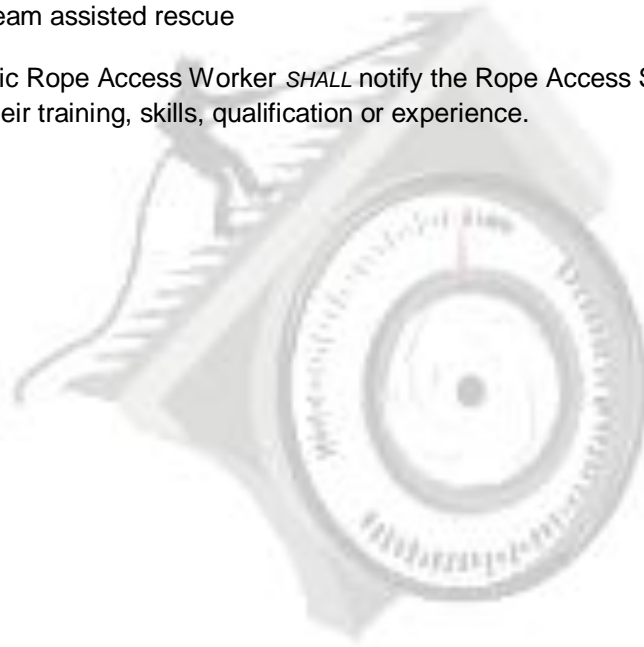 eam assisted rescue
ic Rope Access Worker SHALL notify the Rope Access S
eir training, skills, qualification or experience.